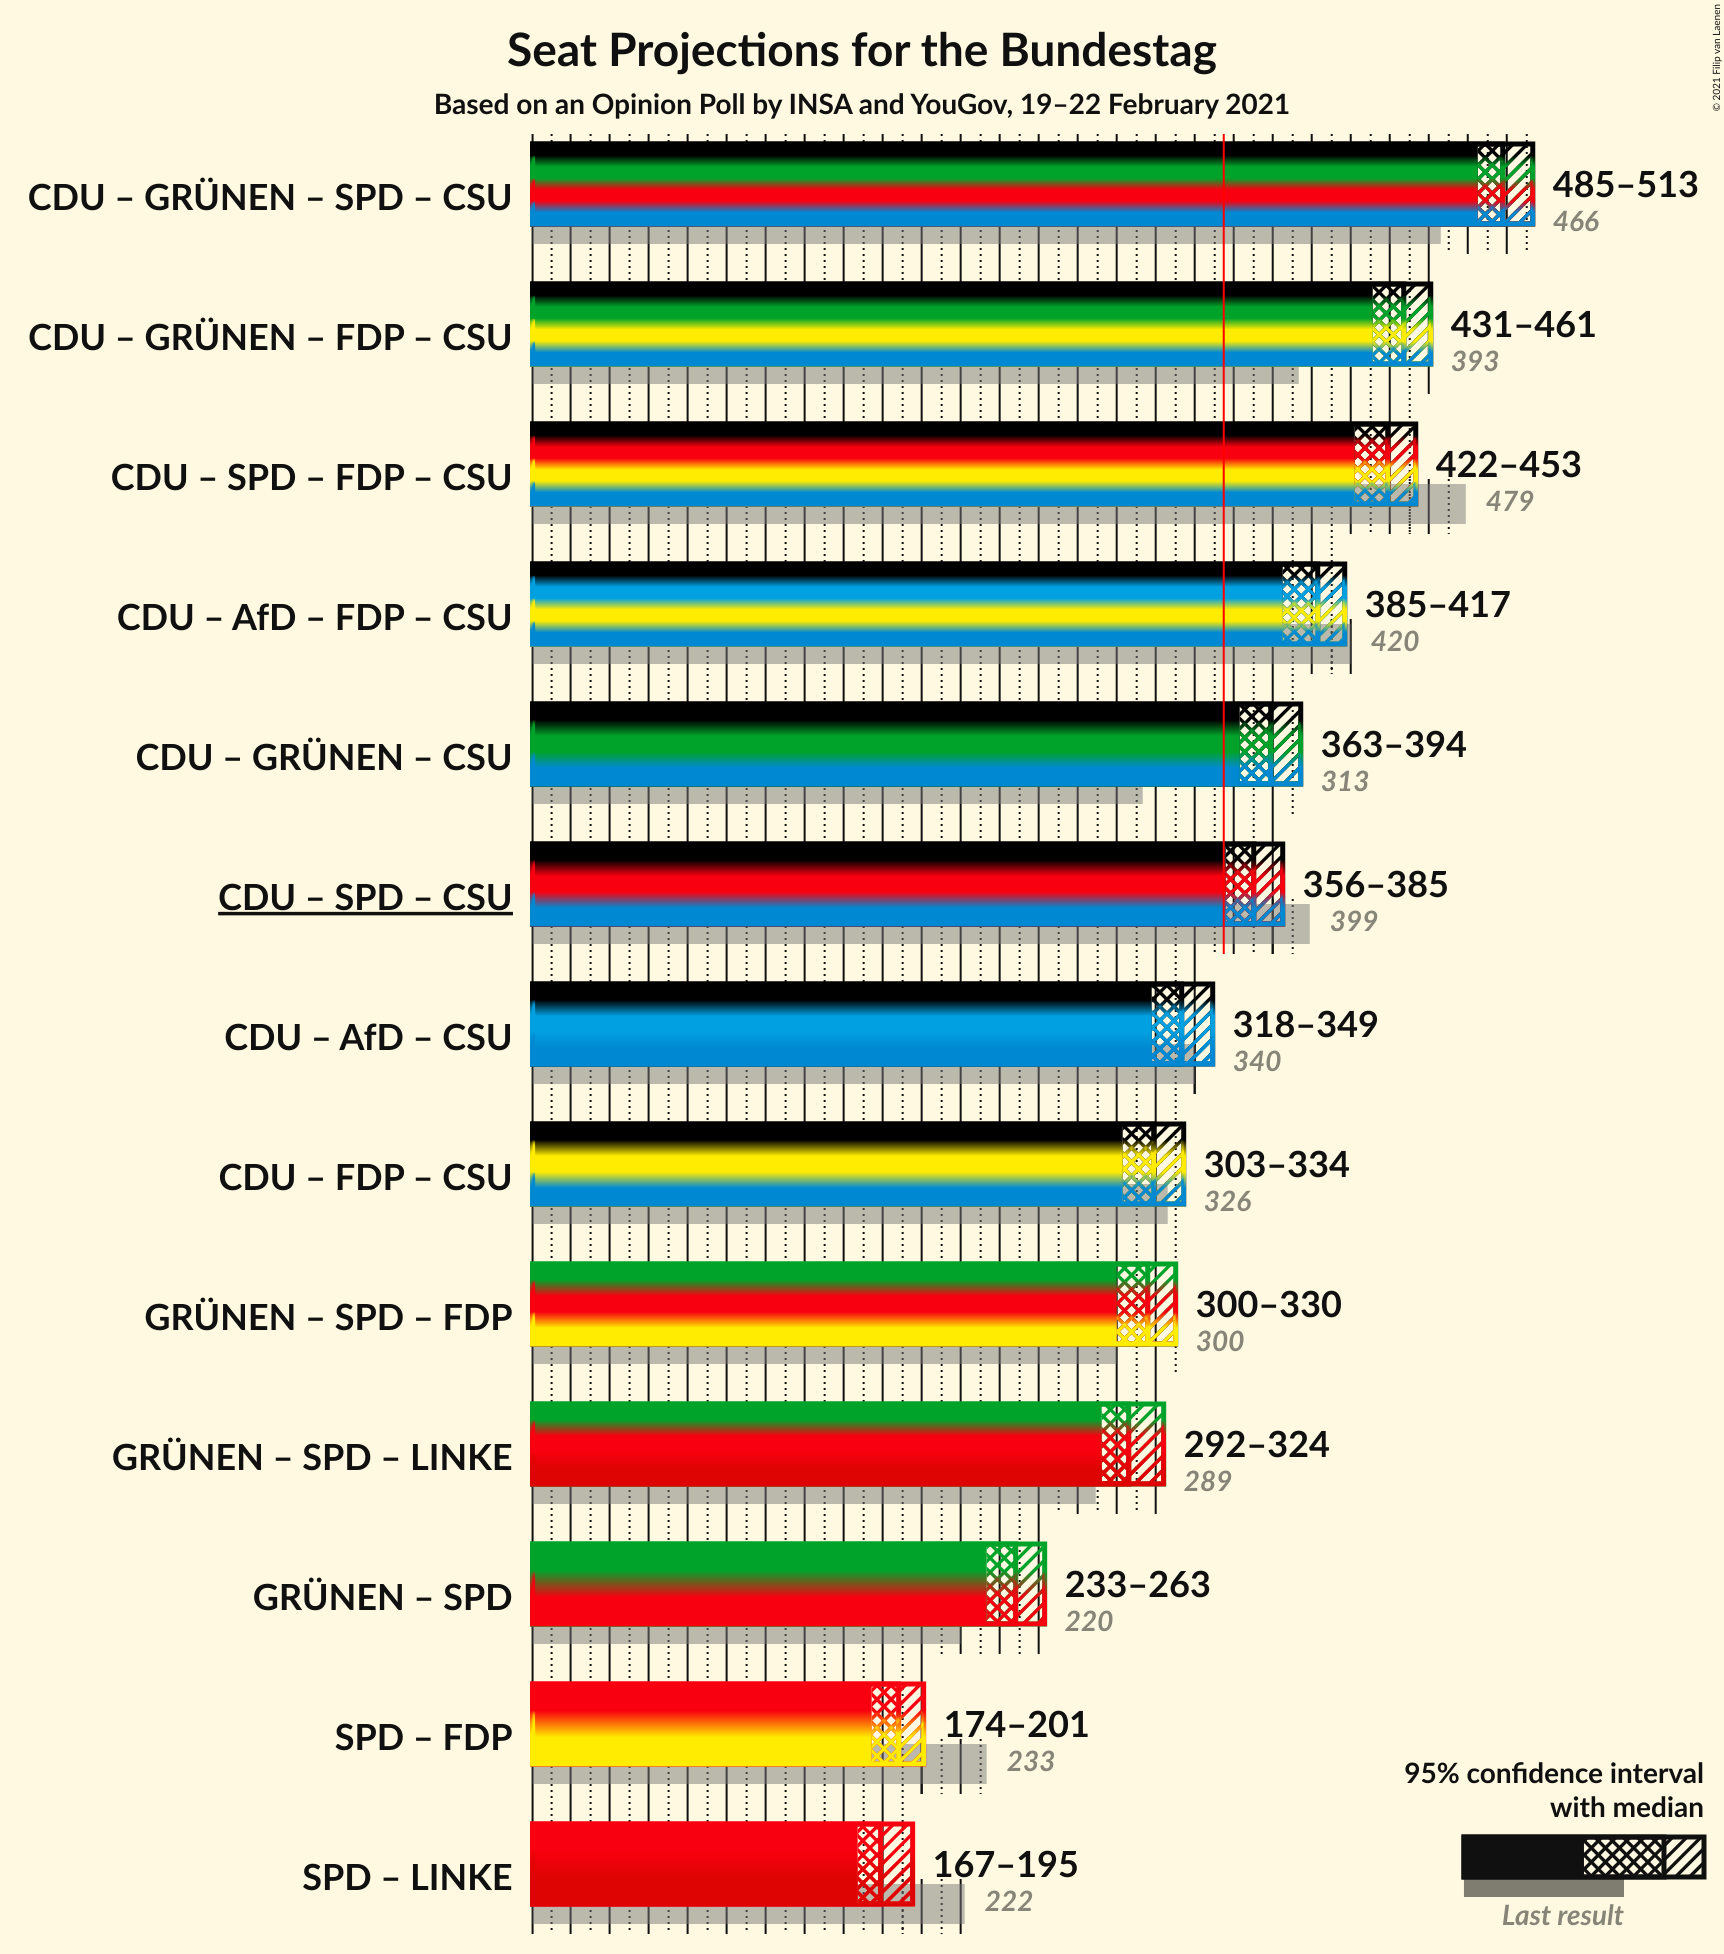 Seat Projections for the Bundestag
Based on an Opinion Poll by INSA and YouGov, 19–22 February 2021
© 2021 Filip van Laenen
CDU – GRÜNEN – SPD – CSU
485–513
466
CDU – GRÜNEN – FDP – CSU
431–461
393
CDU – SPD – FDP – CSU
422–453
479
CDU – AfD – FDP – CSU
385–417
420
CDU – GRÜNEN – CSU
363–394
313
CDU – SPD – CSU
356–385
399
CDU – AfD – CSU
318–349
340
CDU – FDP – CSU
303–334
326
GRÜNEN – SPD – FDP
300–330
300
GRÜNEN – SPD – LINKE
292–324
289
GRÜNEN – SPD
233–263
220
SPD – FDP
174–201
233
SPD – LINKE
167–195
222
95% confidence interval
with median
Last result